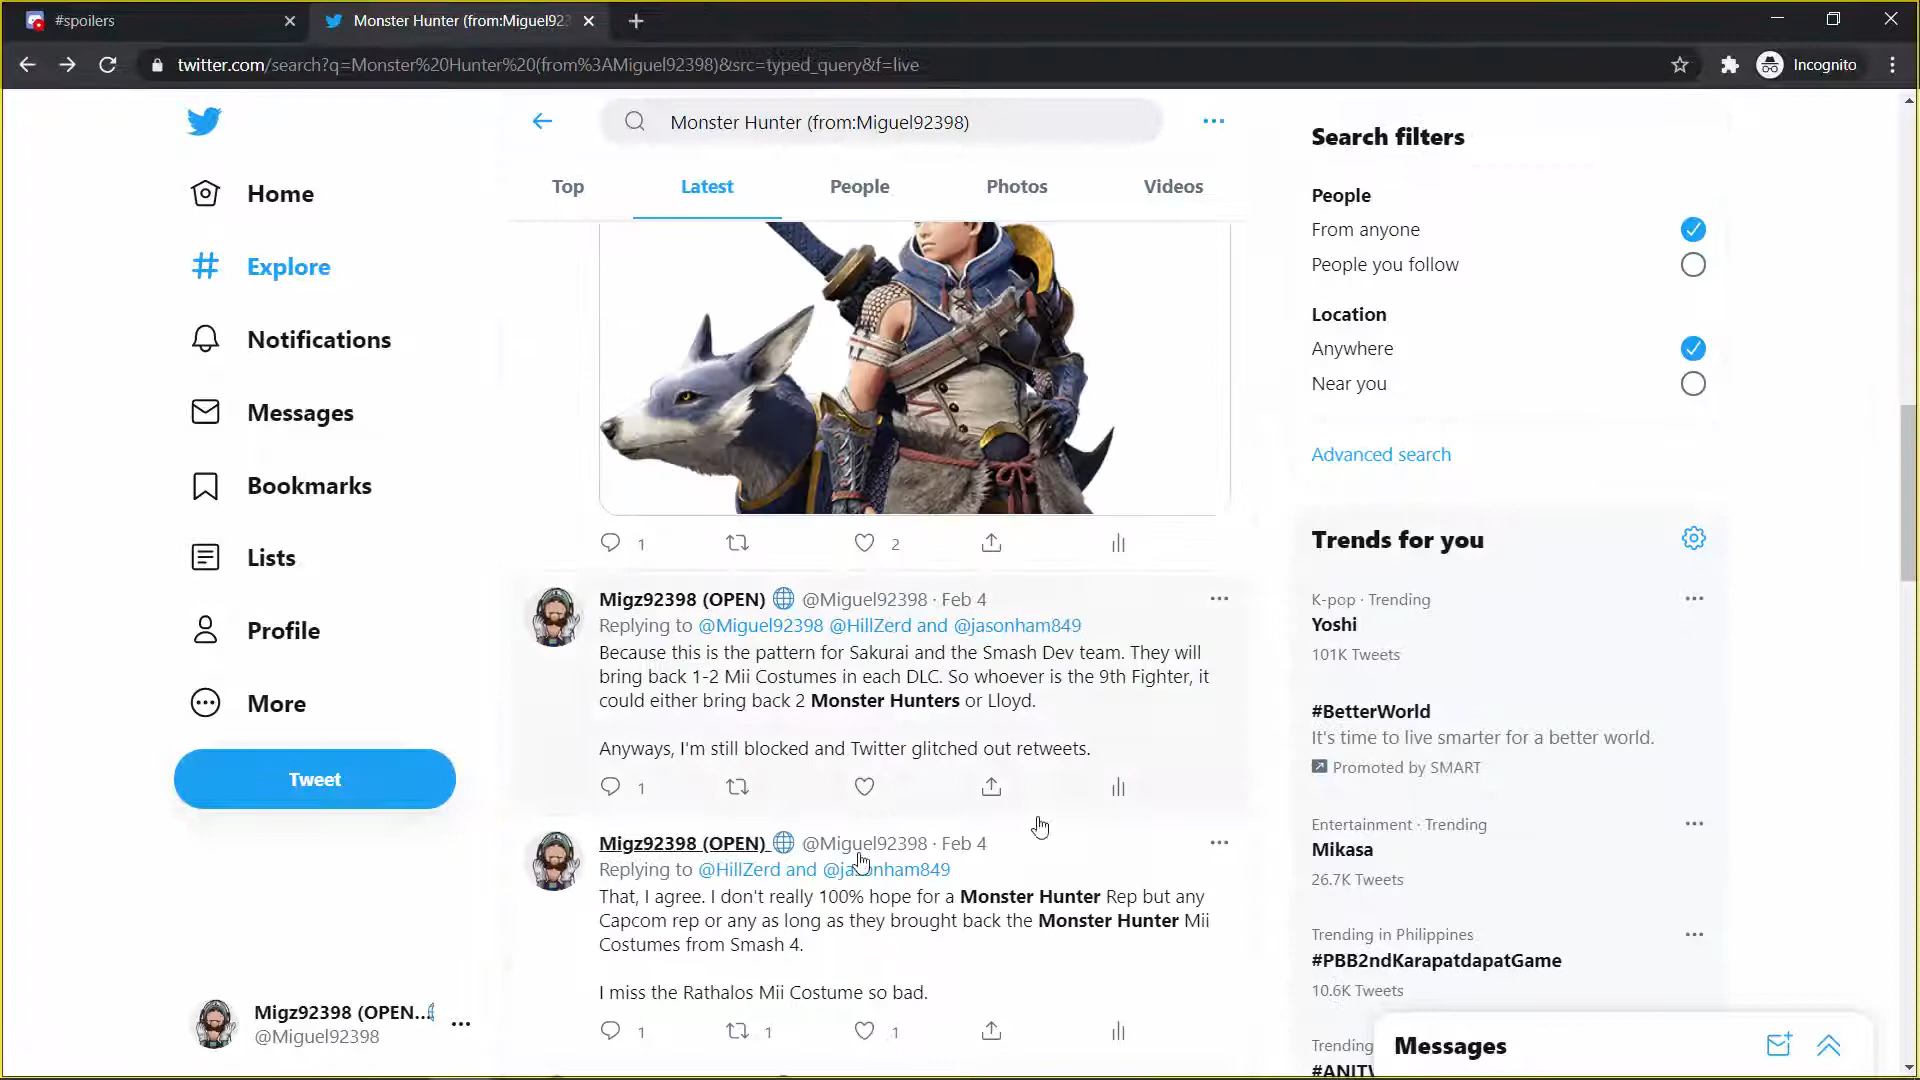 #spoilers
Monster Hunter (from:Miguel923
twitter.com/search?q=Monster%20Hunter%20(from%3AMiguel92398)&src=typed_query&f=live
Incognito
Monster Hunter (from:Miguel92398)
Top
Latest
People
Photos
Videos
Home
Explore
Notifications
Messages
Bookmarks
Lists
Profile
More
Tweet
Migz92398 (OPEN...
@Miguel92398
1
2
Migz92398 (OPEN) @Miguel92398 · Feb 4
Replying to @Miguel92398 @HillZerd and @jasonham849
Because this is the pattern for Sakurai and the Smash Dev team. They will
bring back 1-2 Mii Costumes in each DLC. So whoever is the 9th Fighter, it
could either bring back 2 Monster Hunters or Lloyd.
Anyways, I'm still blocked and Twitter glitched out retweets.
1
Migz92398 (OPEN) @Miguel92398 · Feb 4
Replying to @HillZerd and @jasonham849
That, I agree. I don't really 100% hope for a Monster Hunter Rep but any
Capcom rep or any as long as they brought back the Monster Hunter Mii
Costumes from Smash 4.
I miss the Rathalos Mii Costume so bad.
1
1
1
Search filters
People
From anyone
People you follow
Location
Anywhere
Near you
Advanced search
Trends for you
K-pop · Trending
Yoshi
101K Tweets
#BetterWorld
It's time to live smarter for a better world.
Promoted by SMART
Entertainment · Trending
Mikasa
26.7K Tweets
Trending in Philippines
#PBB2ndKarapatdapatGame
10.6K Tweets
Trending
Messages